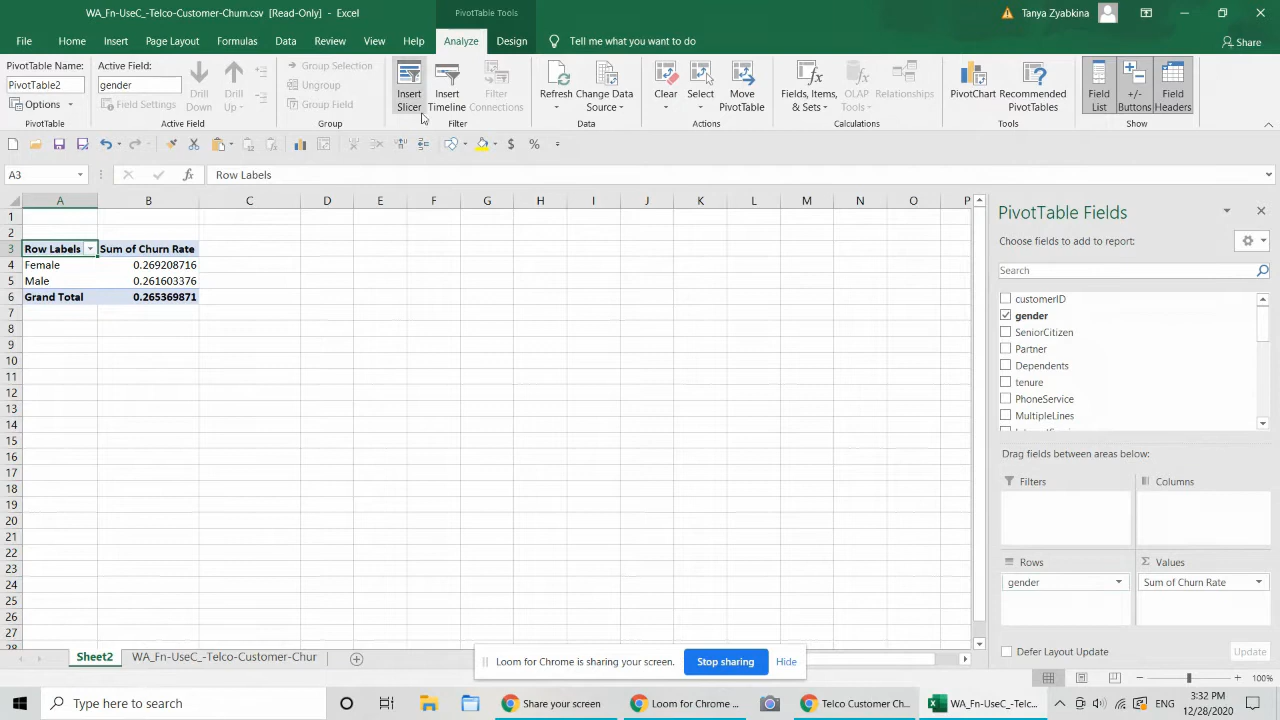 WA_Fn-UseC_-Telco-Customer-Churn.csv [Read-Only] - Excel
PivotTable Tools
Tanya Zyabkina
File Home Insert Page Layout Formulas Data Review View Help Analyze Design Tell me what you want to do Share
PivotTable Name:
PivotTable2
Options
PivotTable
Active Field:
gender
Field Settings
Drill Down
Drill Up
Active Field
Group Selection
Ungroup
Group Field
Group
Insert Slicer
Insert Timeline
Filter Connections
Filter
Refresh
Change Data Source
Data
Clear
Select
Move PivotTable
Actions
Fields, Items, & Sets
OLAP Tools
Relationships
Calculations
PivotChart
Recommended PivotTables
Tools
Field List
+/- Buttons
Field Headers
Show
$ %
A3
fx
Row Labels
A B C D E F G H I J K L M N O P
1
2
3 Row Labels Sum of Churn Rate
4 Female 0.269208716
5 Male 0.261603376
6 Grand Total 0.265369871
7
8
9
10
11
12
13
14
15
16
17
18
19
20
21
22
23
24
25
26
27
28
PivotTable Fields
Choose fields to add to report:
Search
customerID
gender
SeniorCitizen
Partner
Dependents
tenure
PhoneService
MultipleLines
InternetService
Drag fields between areas below:
Filters
Columns
Rows
Values
gender
Sum of Churn Rate
Defer Layout Update
Update
Sheet2 WA_Fn-UseC_-Telco-Customer-Chur
Loom for Chrome is sharing your screen. Stop sharing Hide
100%
Type here to search
Share your screen
Loom for Chrome ...
Telco Customer Ch...
WA_Fn-UseC_-Telc...
3:32 PM
12/28/2020